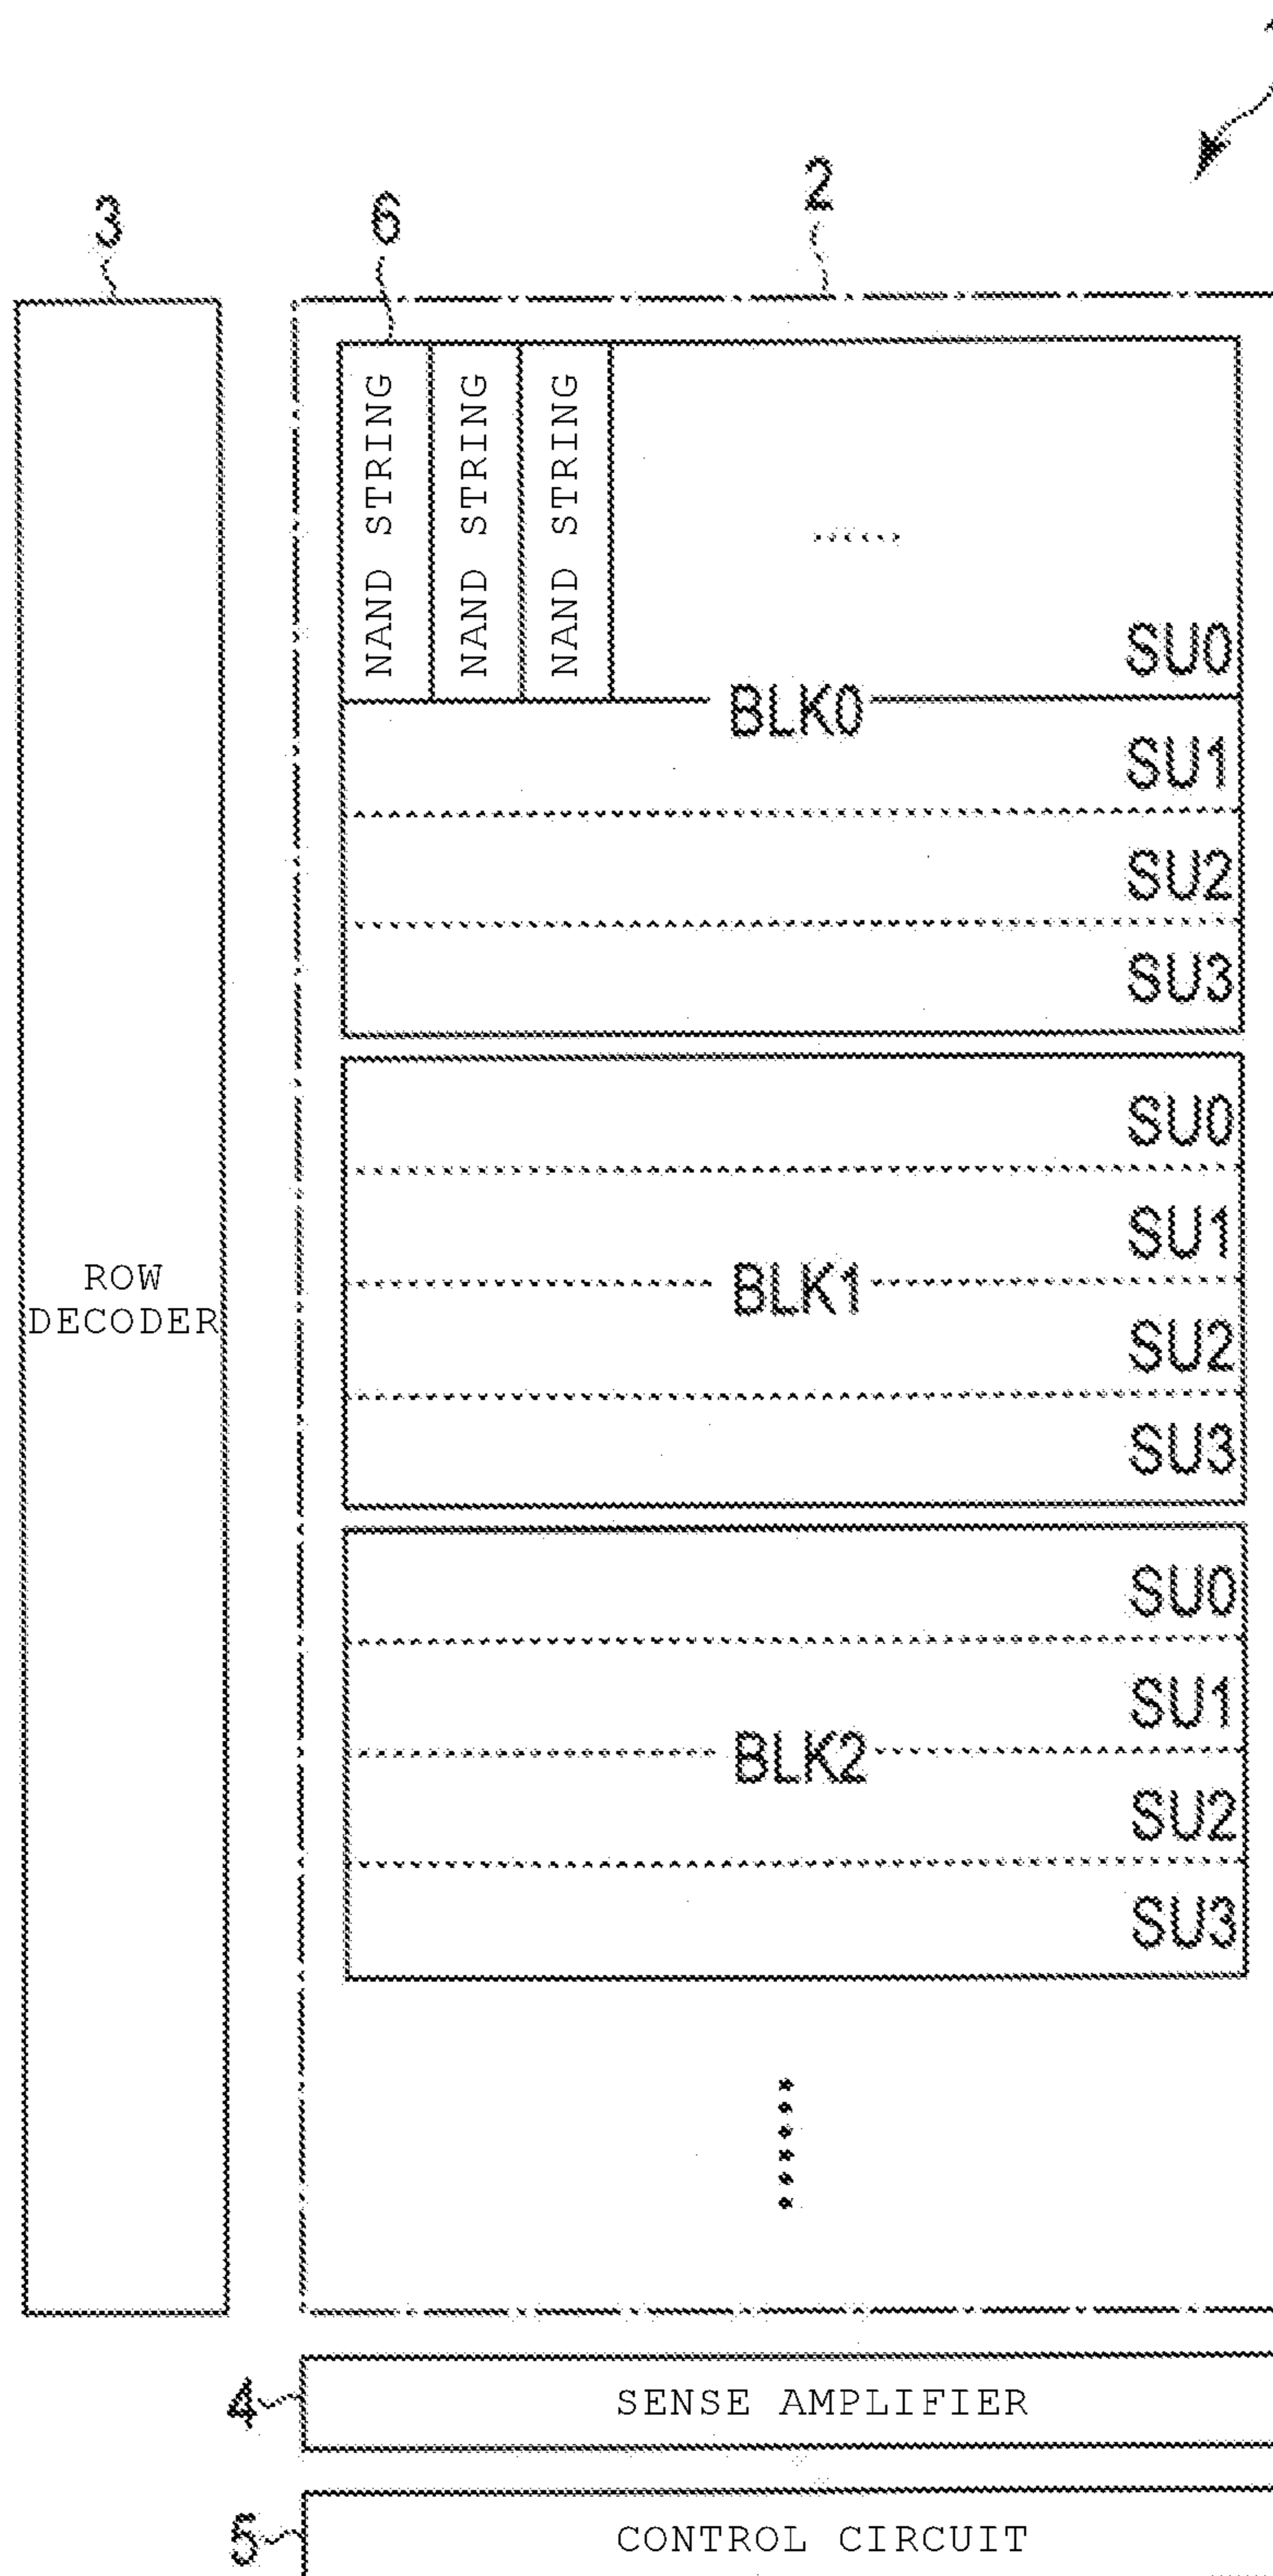 3
6
2
NAND STRING
NAND STRING
NAND STRING
......
SU0
BLK0
SU1
SU2
SU3
SU0
SU1
BLK1
SU2
SU3
SU0
SU1
BLK2
SU2
SU3
ROW
DECODER
4
SENSE AMPLIFIER
5
CONTROL CIRCUIT